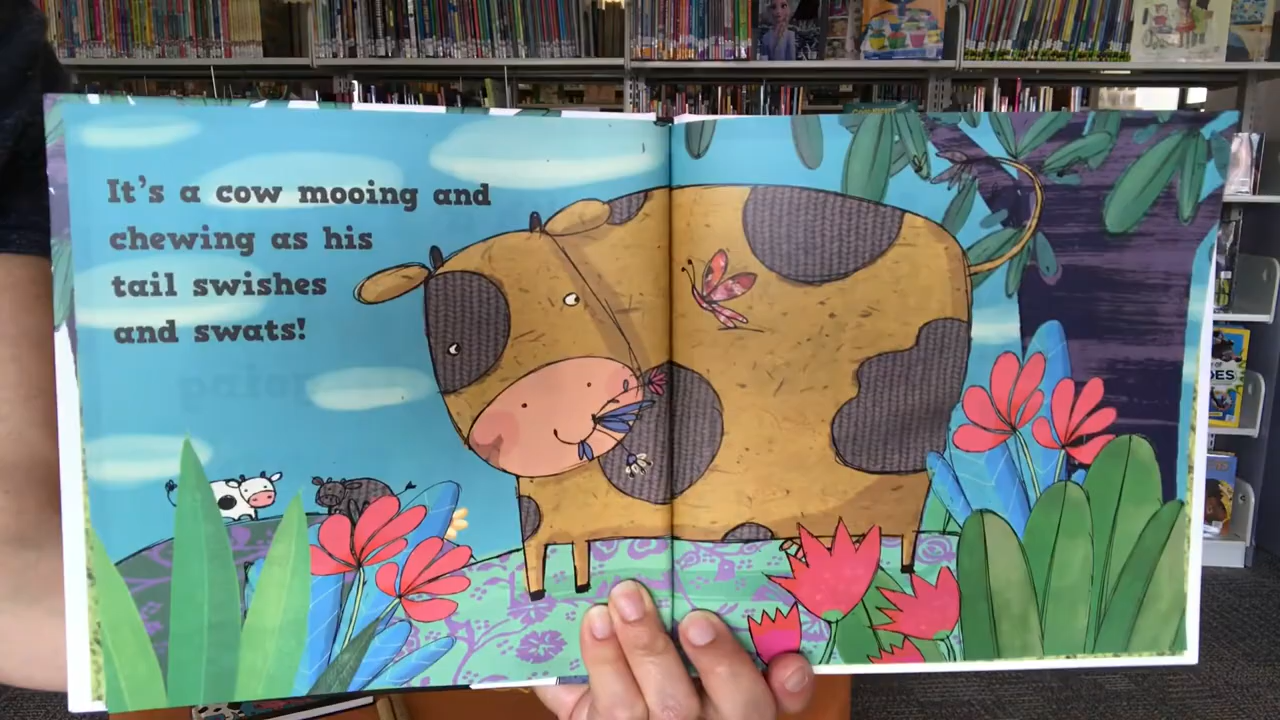 It's a cow mooing and
chewing as his
tail swishes
and swats!